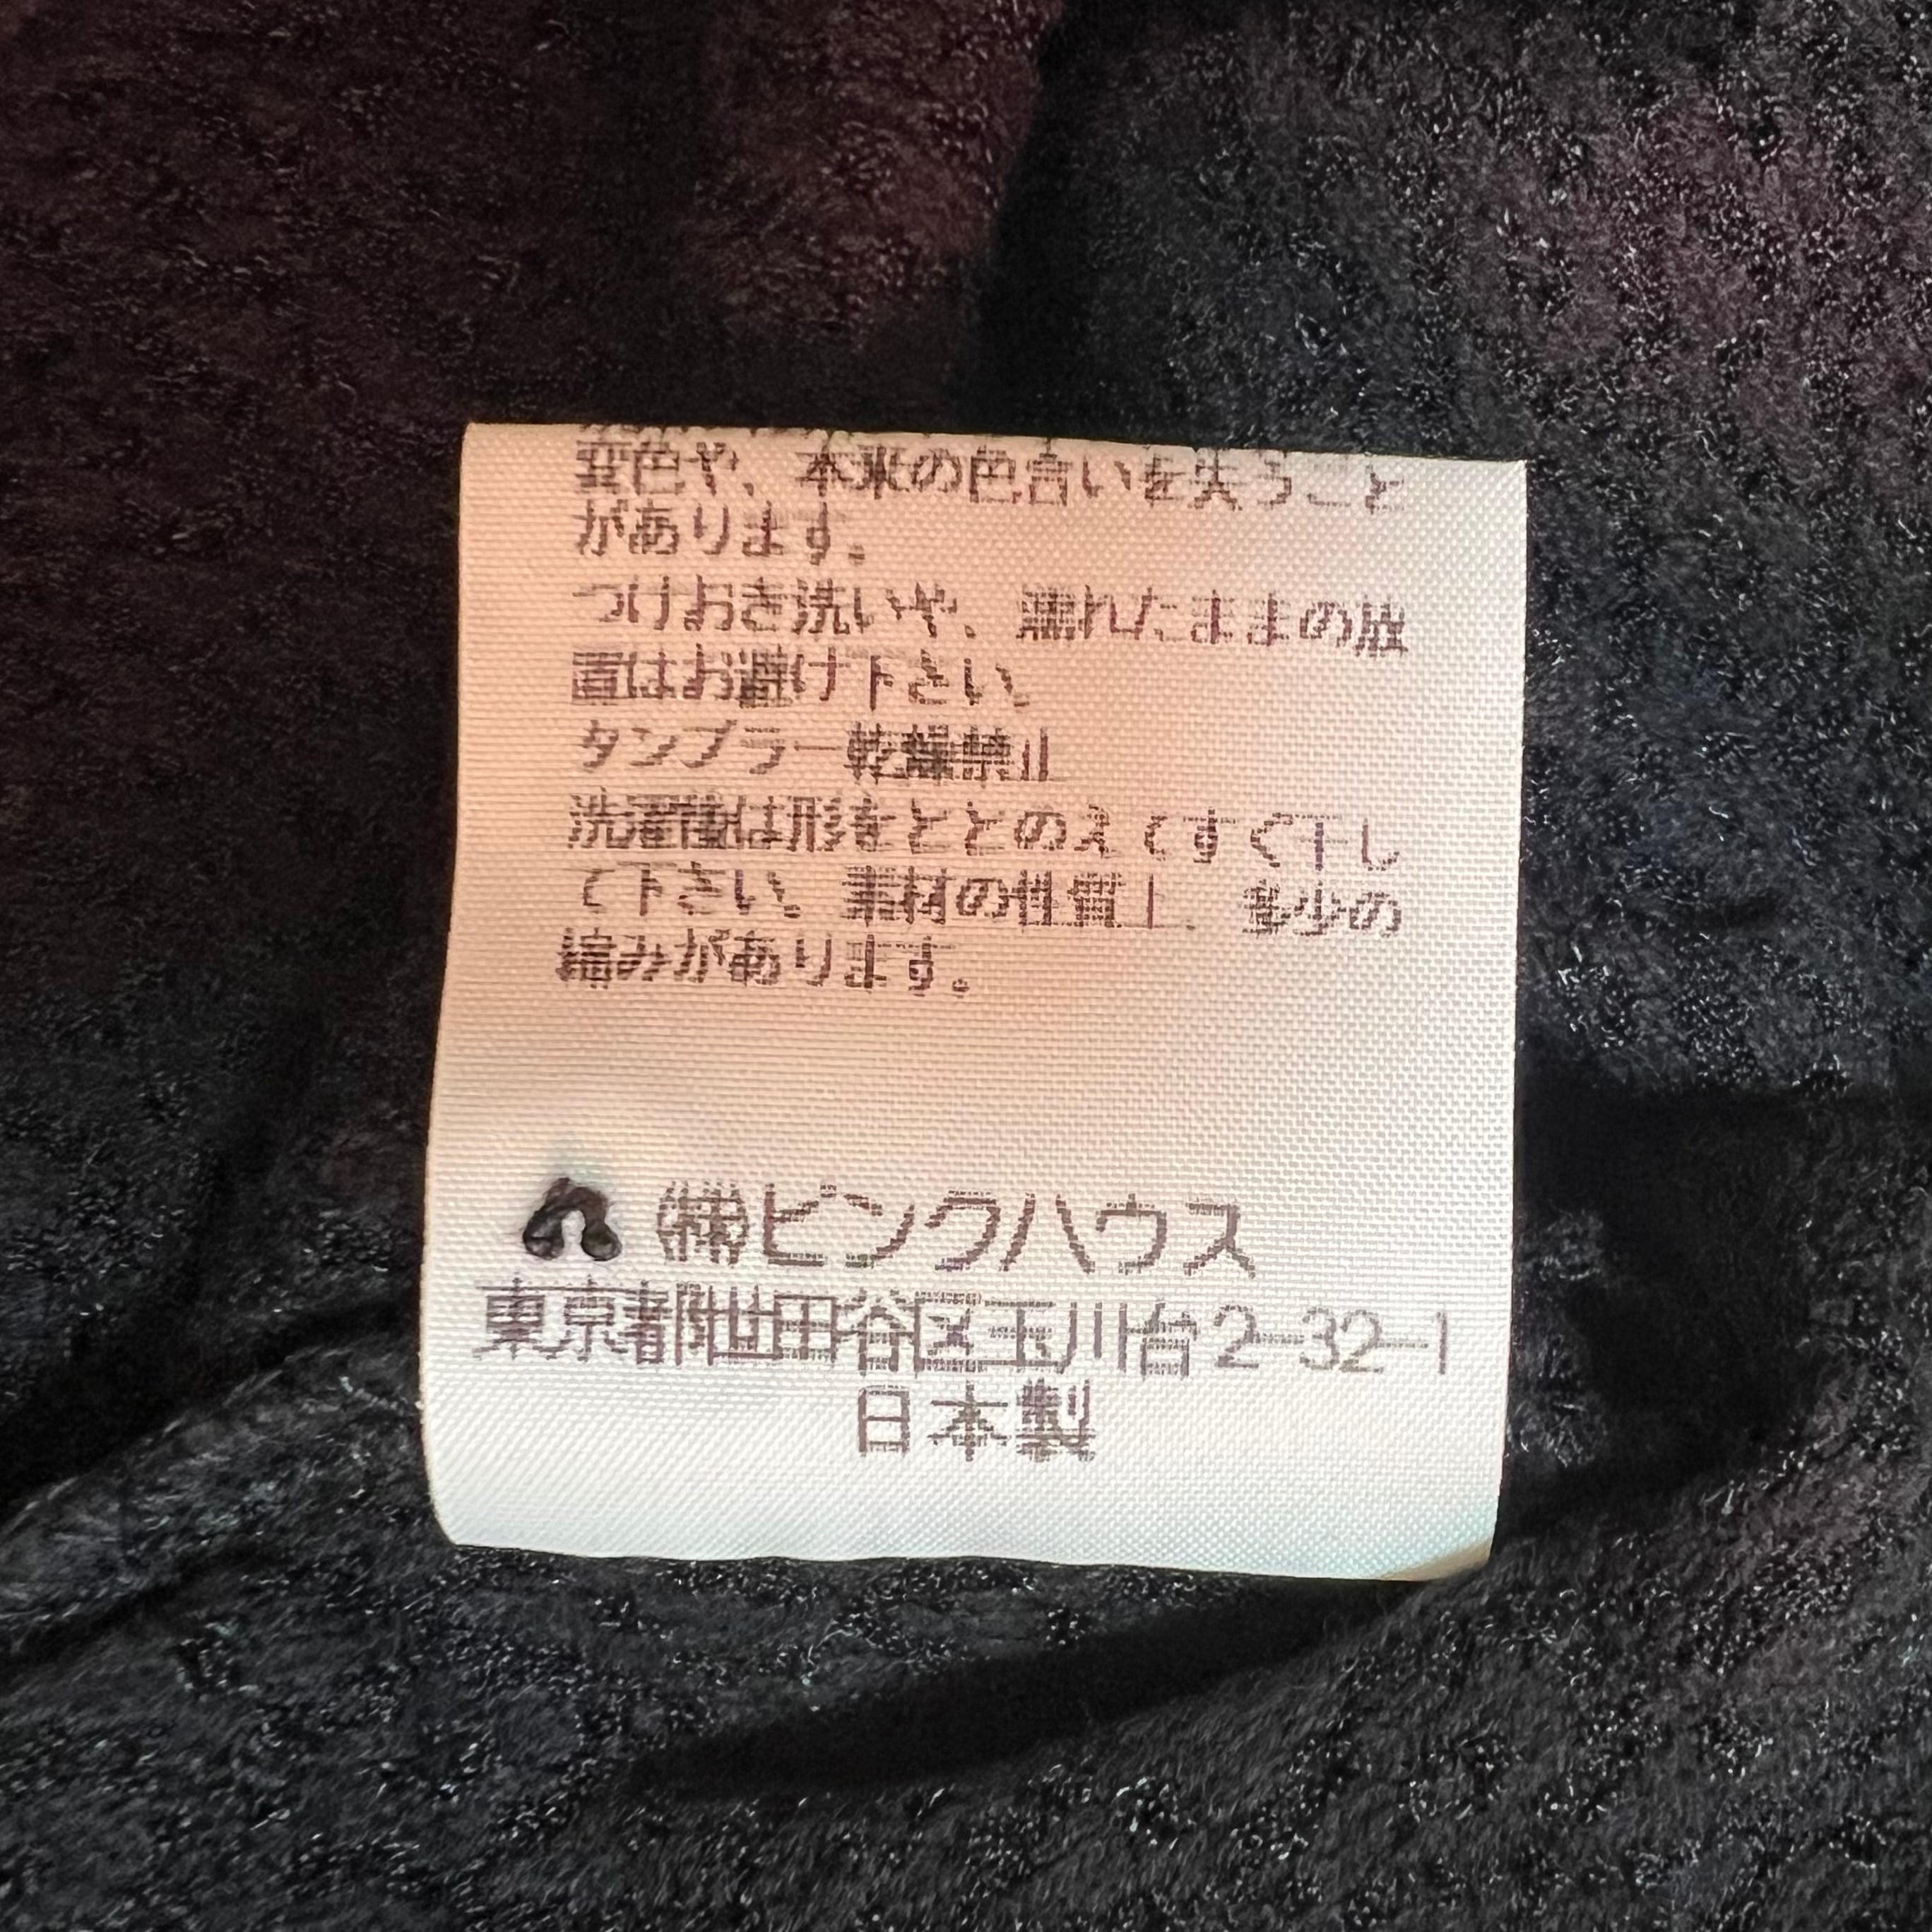 変色や、本来の色合いを失うこと
があります。
つけおき洗いや、濡れたままの放
置はお避け下さい。
タンブラー乾燥禁止
洗濯後は形をととのえてすぐ干し
て下さい。素材の性質上、多少の
縮みがあります。
㈱ピンクハウス
東京都世田谷区玉川台2-32-1
日本製